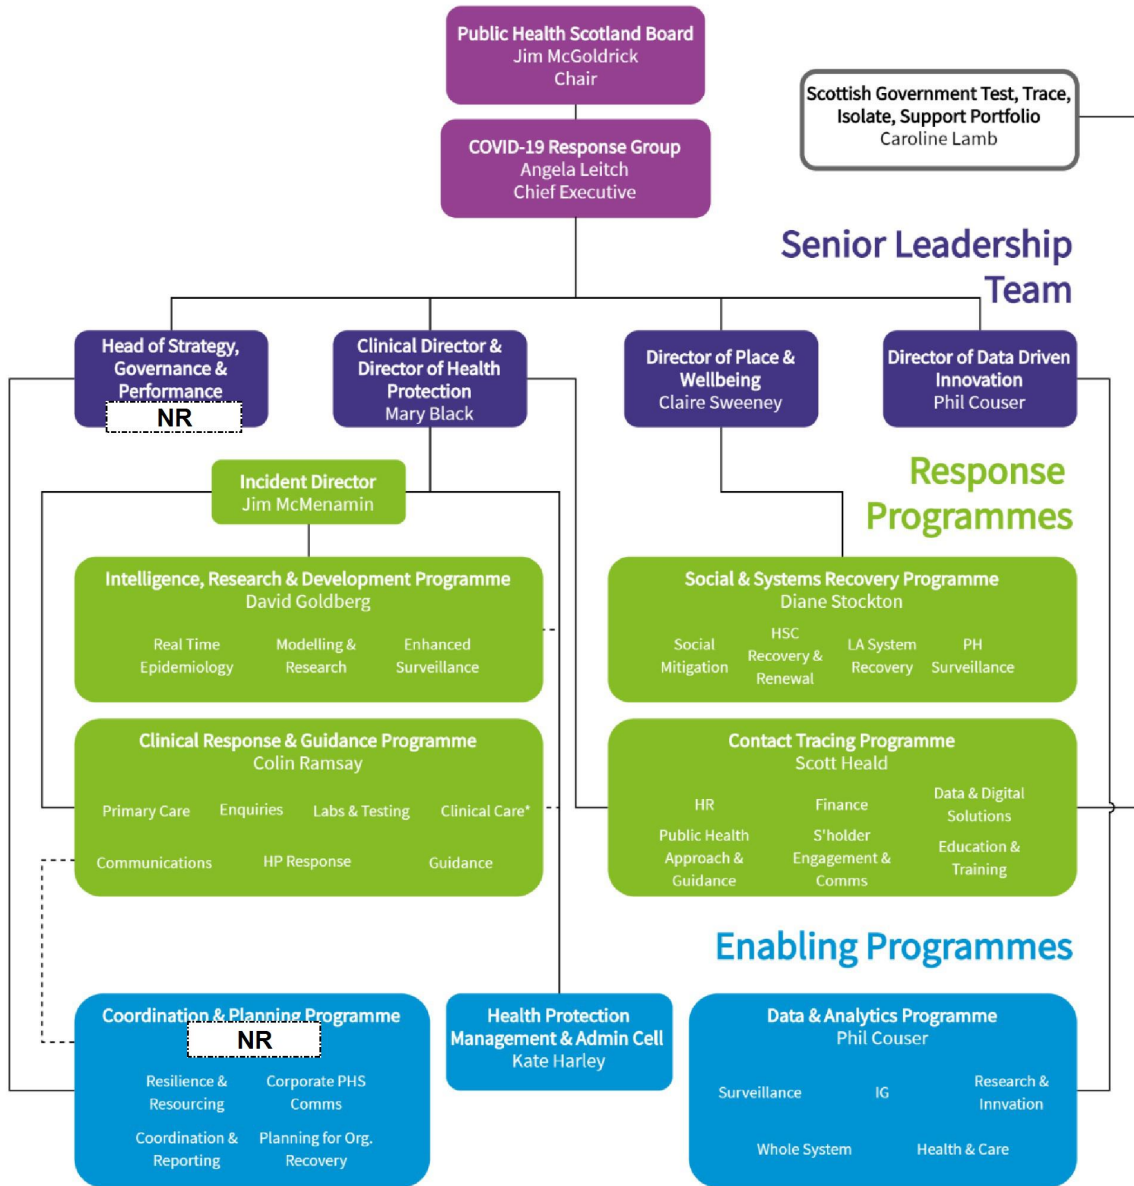 Public Health Scotland Board
Jim McGoldrick
Chair
Scottish Government Test, Trace,
Isolate, Support Portfolio
Caroline Lamb
COVID-19 Response Group
Angela Leitch
Chief Executive
Senior Leadership
Team
Head of Strategy,
Governance &
Performance
NR
Clinical Director &
Director of Health
Protection
Mary Black
Director of Place &
Wellbeing
Claire Sweeney
Director of Data Driven
Innovation
Phil Couser
Response
Programmes
Incident Director
Jim McMenamin
Intelligence, Research & Development Programme
David Goldberg
Real Time
Epidemiology
Modelling &
Research
Enhanced
Surveillance
Social & Systems Recovery Programme
Diane Stockton
Social
Mitigation
HSC
Recovery &
Renewal
LA System
Recovery
PH
Surveillance
Clinical Response & Guidance Programme
Colin Ramsay
Primary Care
Enquiries
Labs & Testing
Clinical Care*
Communications
HP Response
Guidance
Contact Tracing Programme
Scott Heald
HR
Finance
Data & Digital
Solutions
Public Health
Approach &
Guidance
S'holder
Engagement &
Comms
Education &
Training
Enabling Programmes
Coordination & Planning Programme
NR
Resilience &
Resourcing
Corporate PHS
Comms
Coordination &
Reporting
Planning for Org.
Recovery
Health Protection
Management & Admin Cell
Kate Harley
Data & Analytics Programme
Phil Couser
Surveillance
IG
Research &
Innvation
Whole System
Health & Care